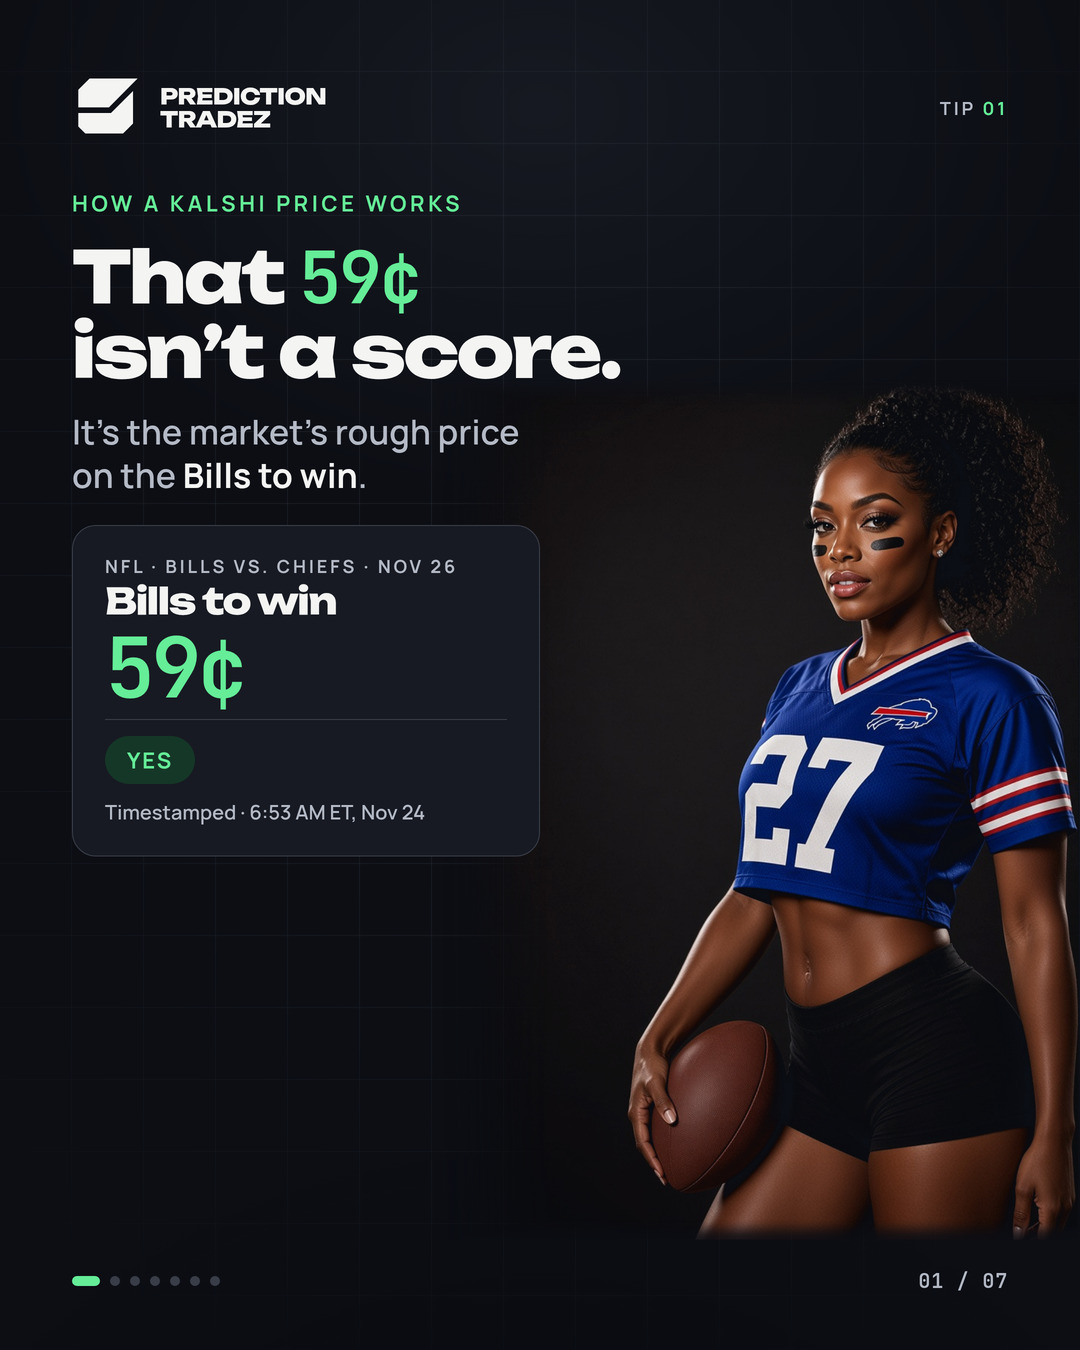 PREDICTION
TRADEZ
TIP 01
HOW A KALSHI PRICE WORKS
That 59¢
isn’t a score.
It’s the market’s rough price
on the Bills to win.
NFL · BILLS VS. CHIEFS · NOV 26
Bills to win
59¢
YES
Timestamped · 6:53 AM ET, Nov 24
27
01 / 07